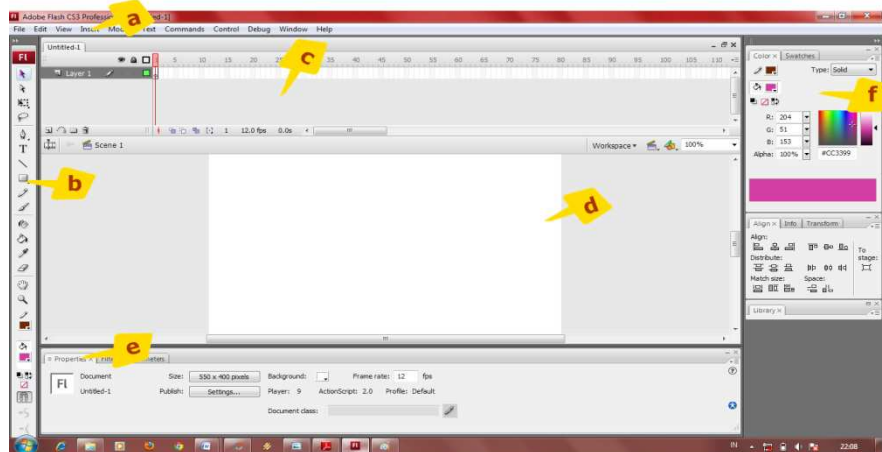 Adobe Flash CS3 Professional
File Edit View Insert Text Commands Control Debug Window Help
a
Untitled-1
5 10 15 20 25 35 40 45 50 55 60 65 70 75 80 85 90 95 100 105 110
c
Layer 1
1 12.0 fps 0.0s
Scene 1
Workspace 100%
Fl
T
b
d
e
Properties ×
Fl
Document
Untitled-1
Size: 550 x 400 pixels Background: Frame rate: 12 fps
Publish: Settings... Player: 9 ActionScript: 2.0 Profile: Default
Document class:
Color × Swatches
Type: Solid
f
R: 204
G: 51
B: 153
Alpha: 100% #CC3399
Align × Info Transform
Align:
Distribute:
Match size: Space:
To stage:
Library ×
Fl
IN 22:08